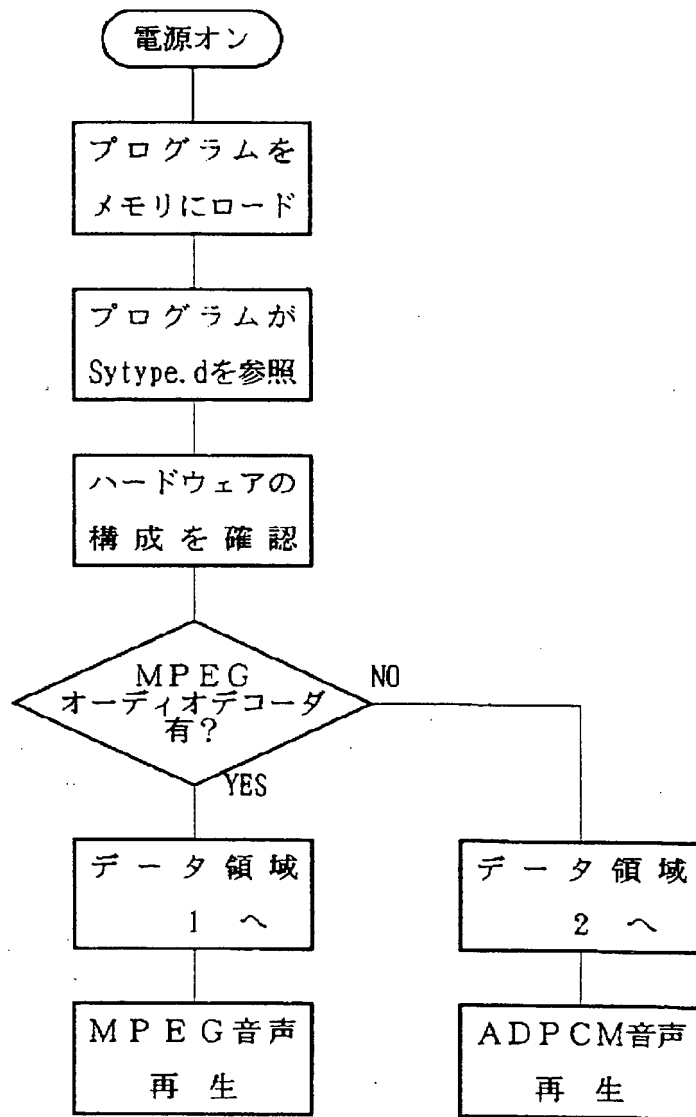 電源オン
プログラムを
メモリにロード
プログラムが
Sytype.dを参照
ハードウェアの
構成を確認
MPEG
オーディオデコーダ
有?
NO
YES
データ領域
1 へ
データ領域
2 へ
MPEG音声
再生
ADPCM音声
再生